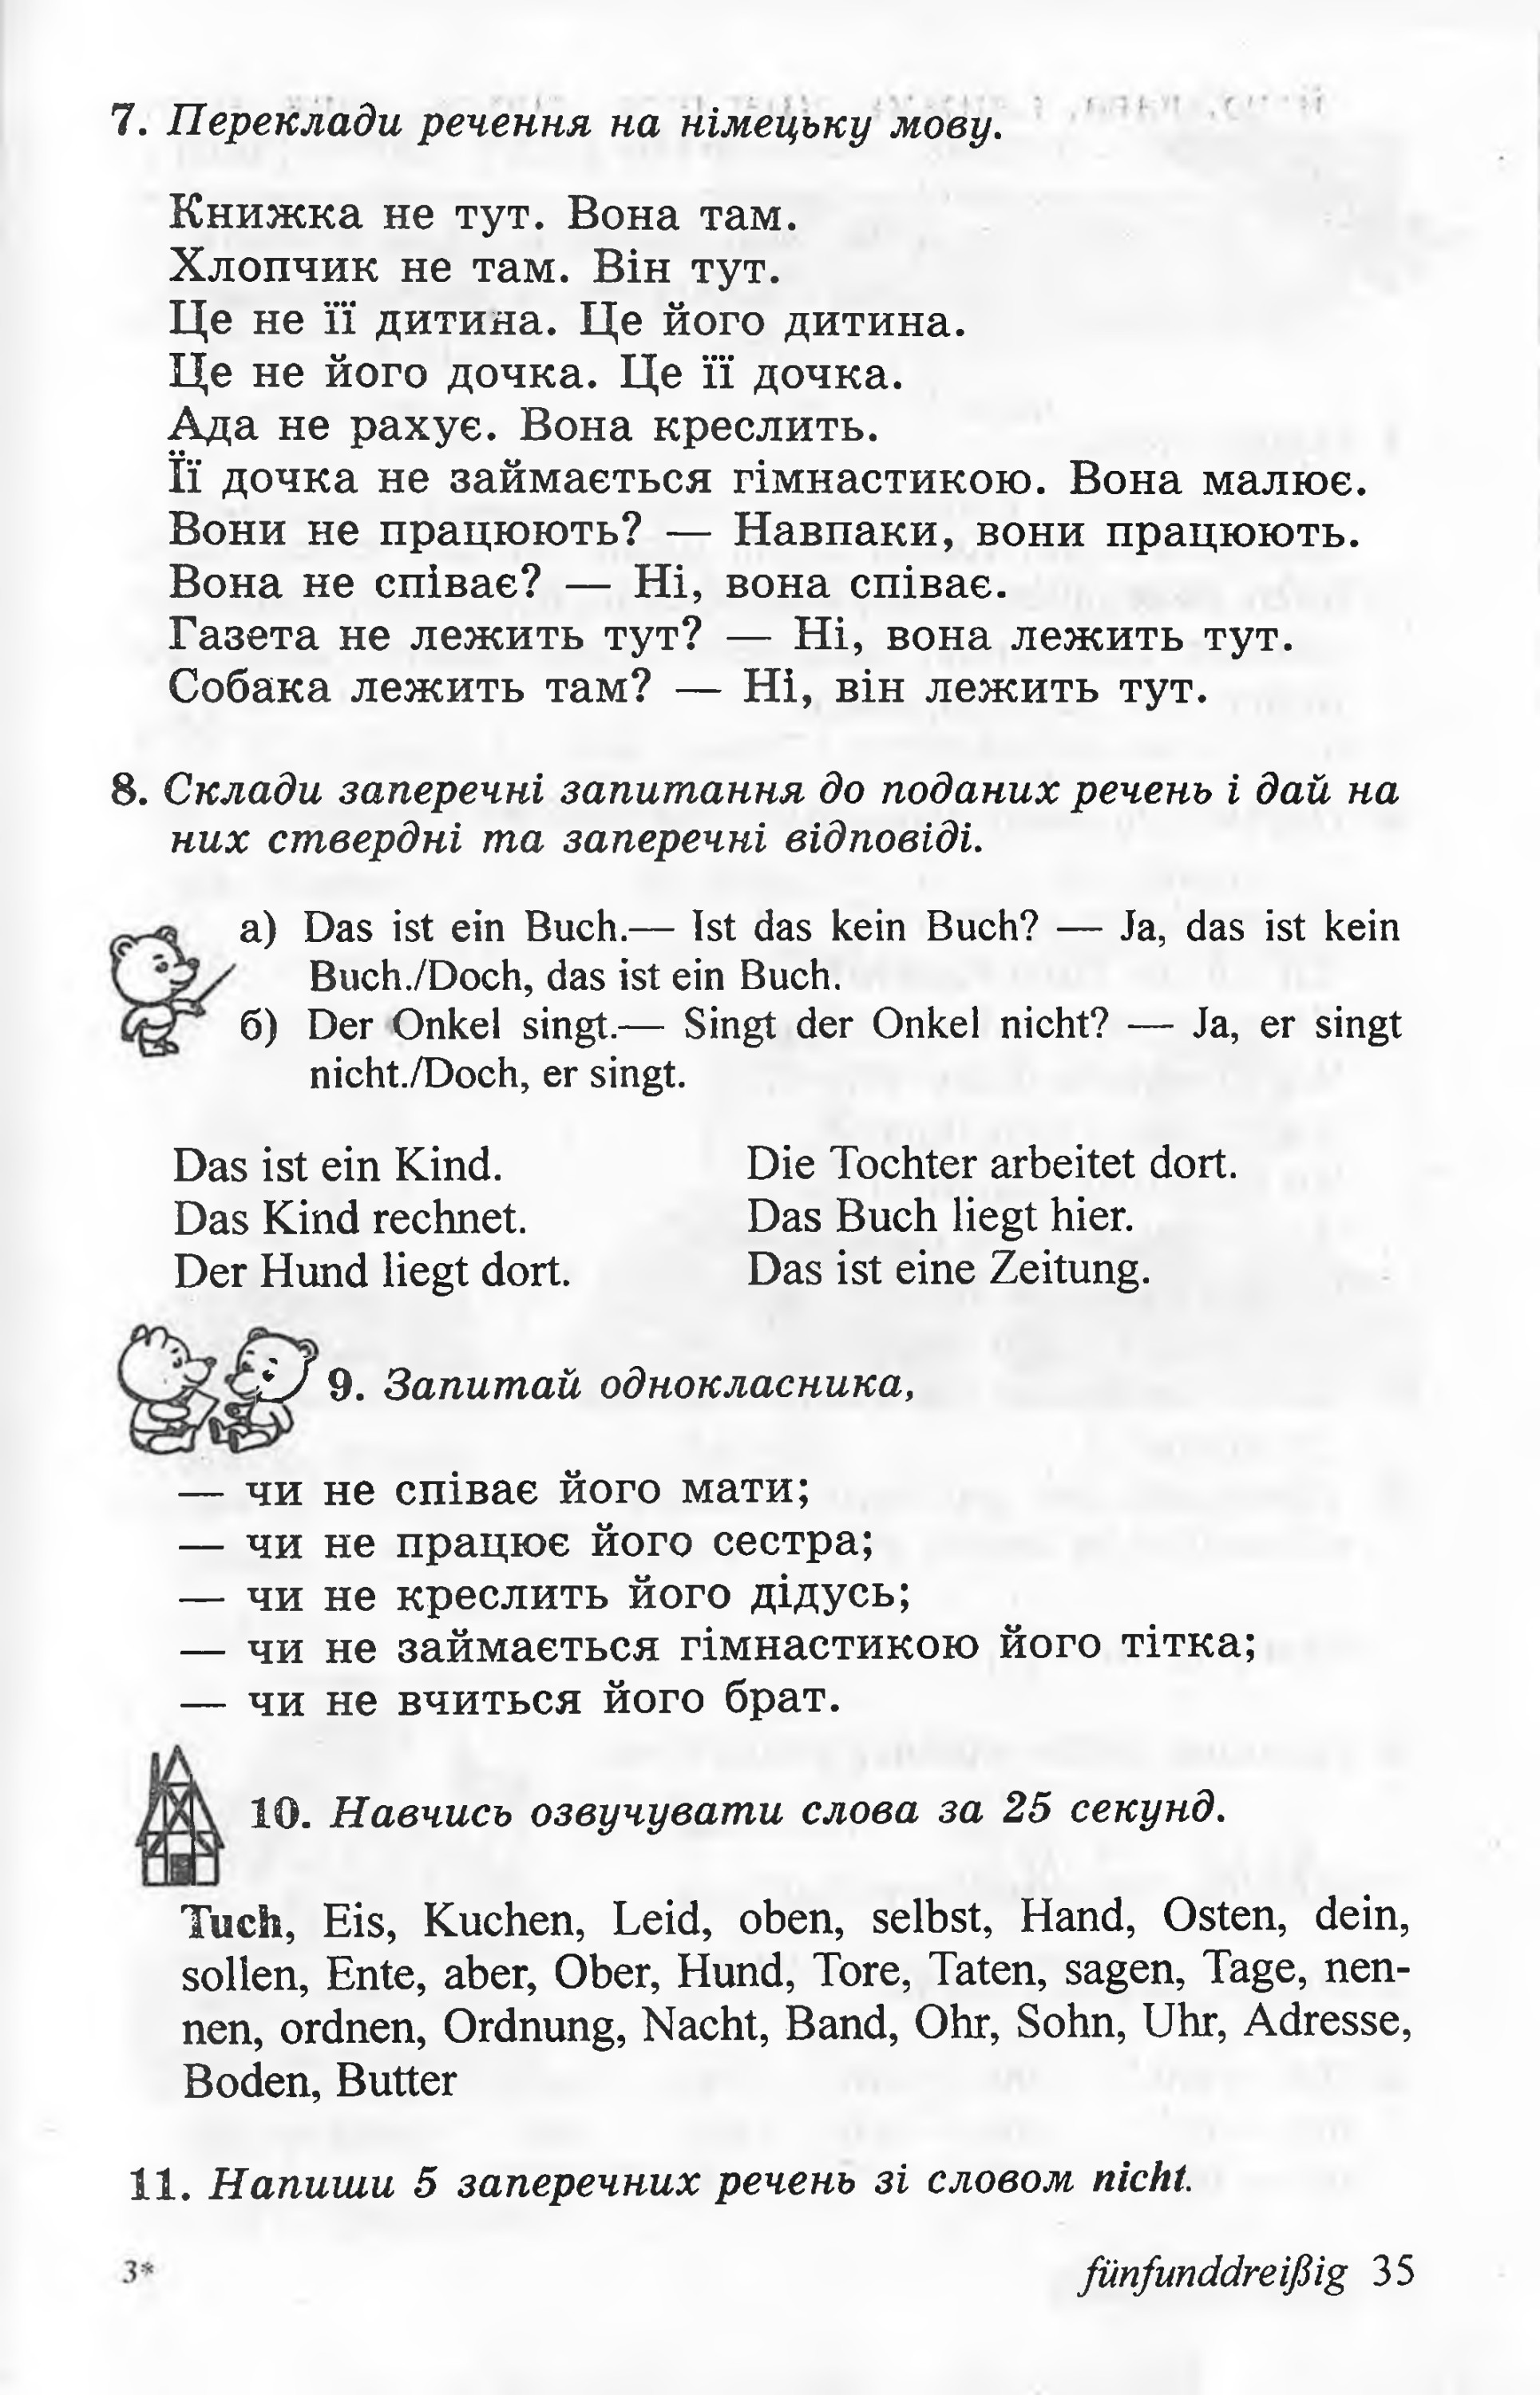 7. Переклади речення на німецьку мову.
Книжка не тут. Вона там.
Хлопчик не там. Він тут.
Це не її дитина. Це його дитина.
Це не його дочка. Це її дочка.
Ада не рахує. Вона креслить.
Її дочка не займається гімнастикою. Вона малює.
Вони не працюють? — Навпаки, вони працюють.
Вона не співає? — Ні, вона співає.
Газета не лежить тут? — Ні, вона лежить тут.
Собака лежить там? — Ні, він лежить тут.
8. Склади заперечні запитання до поданих речень і дай на
них ствердні та заперечні відповіді.
а) Das ist ein Buch.— Ist das kein Buch? — Ja, das ist kein
Buch./Doch, das ist ein Buch.
б) Der Onkel singt.— Singt der Onkel nicht? — Ja, er singt
nicht./Doch, er singt.
Das ist ein Kind.
Das Kind rechnet.
Der Hund liegt dort.
Die Tochter arbeitet dort.
Das Buch liegt hier.
Das ist eine Zeitung.
9. Запитай однокласника,
— чи не співає його мати;
— чи не працює його сестра;
— чи не креслить його дідусь;
— чи не займається гімнастикою його тітка;
— чи не вчиться його брат.
10. Навчись озвучувати слова за 25 секунд.
Tuch, Eis, Kuchen, Leid, oben, selbst, Hand, Osten, dein,
sollen, Ente, aber, Ober, Hund, Tore, Taten, sagen, Tage, nen-
nen, ordnen, Ordnung, Nacht, Band, Ohr, Sohn, Uhr, Adresse,
Boden, Butter
11. Напиши 5 заперечних речень зі словом nicht.
3*
fünfunddreißig 35